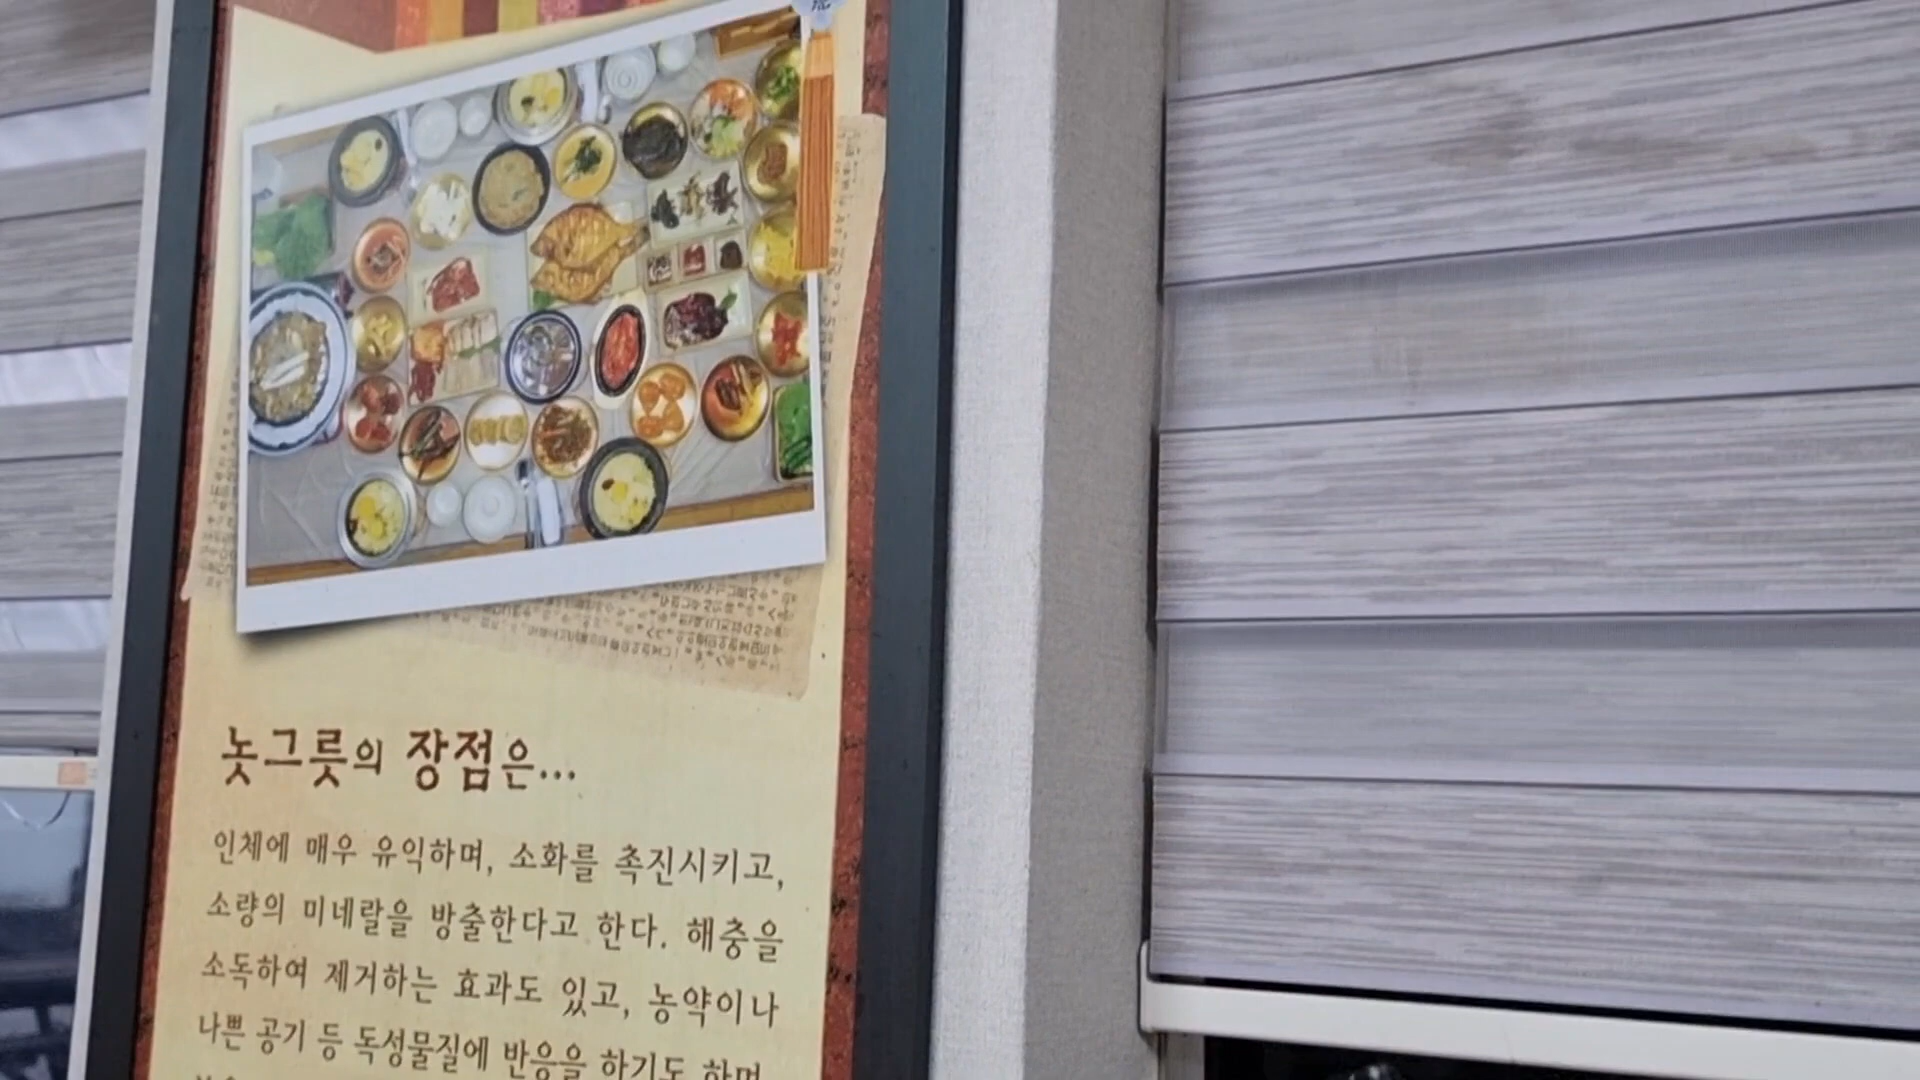 놋그릇의 장점은...
인체에 매우 유익하며, 소화를 촉진시키고,
소량의 미네랄을 방출한다고 한다. 해충을
소독하여 제거하는 효과도 있고, 농약이나
나쁜 공기 등 독성물질에 반응을 하기도 하며,